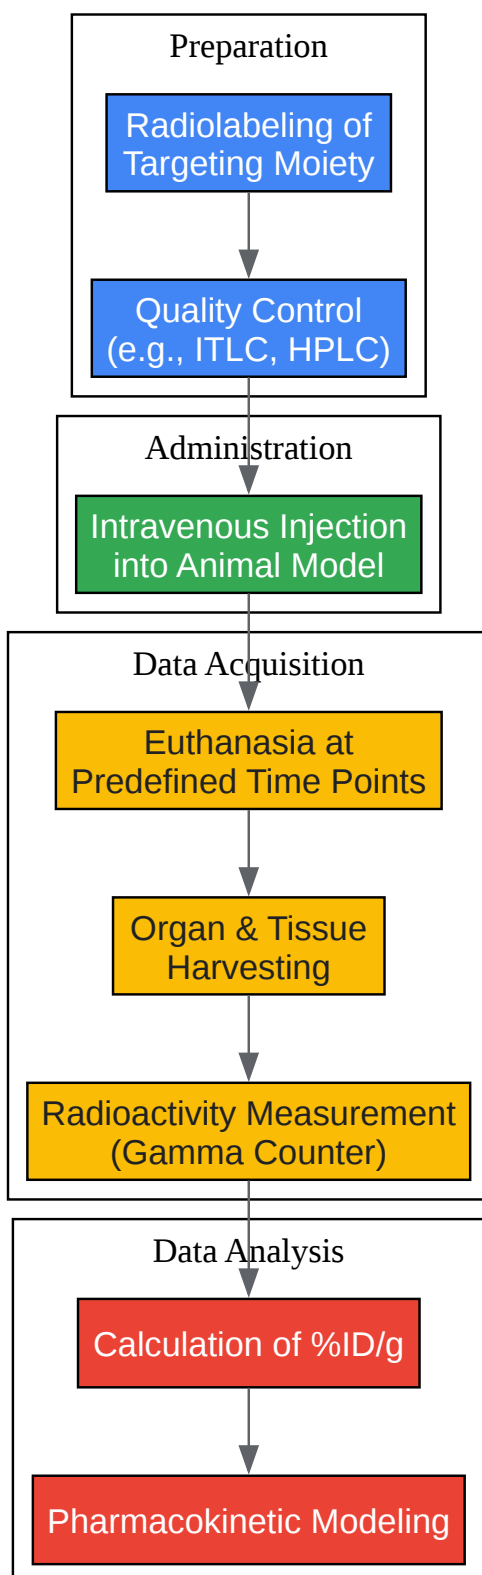 Preparation
Radiolabeling of
Targeting Moiety
Quality Control
(e.g., ITLC, HPLC)
Administration
Intravenous Injection
into Animal Model
Data Acquisition
Euthanasia at
Predefined Time Points
Organ & Tissue
Harvesting
Radioactivity Measurement
(Gamma Counter)
Data Analysis
Calculation of %ID/g
Pharmacokinetic Modeling